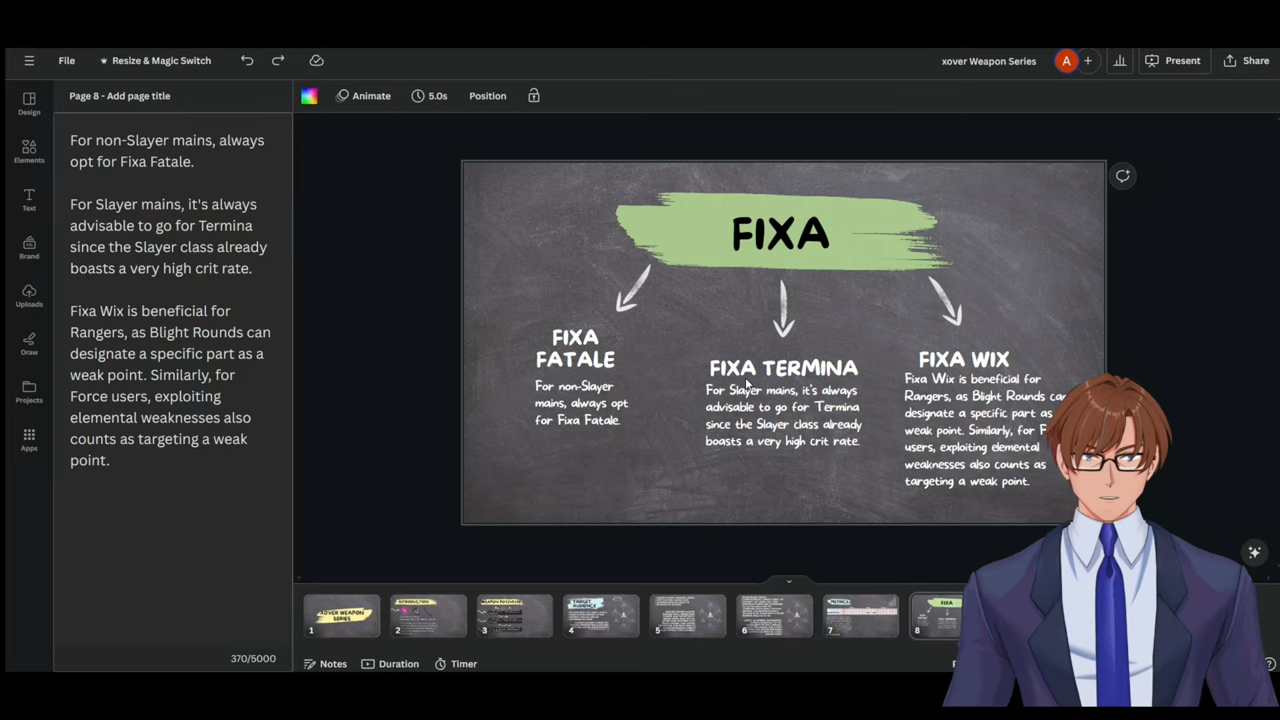 File
Resize & Magic Switch
xover Weapon Series
A
Present
Share
Page 8 - Add page title
Animate
5.0s
Position
Design
Elements
Text
Brand
Uploads
Draw
Projects
Apps
For non-Slayer mains, always
opt for Fixa Fatale.
For Slayer mains, it's always
advisable to go for Termina
since the Slayer class already
boasts a very high crit rate.
Fixa Wix is beneficial for
Rangers, as Blight Rounds can
designate a specific part as a
weak point. Similarly, for
Force users, exploiting
elemental weaknesses also
counts as targeting a weak
point.
370/5000
FIXA
FIXA
FATALE
For non-Slayer
mains, always opt
for Fixa Fatale.
FIXA TERMINA
For Slayer mains, it's always
advisable to go for Termina
since the Slayer class already
boasts a very high crit rate.
FIXA WIX
Fixa Wix is beneficial for
Rangers, as Blight Rounds can
designate a specific part as
weak point. Similarly, for
users, exploiting elemental
weaknesses also counts as
targeting a weak point.
XOVER WEAPON
SERIES
1
INTRODUCTION
2
3
TARGET
AUDIENCE
4
5
6
METRICS
7
FIXA
8
Notes
Duration
Timer